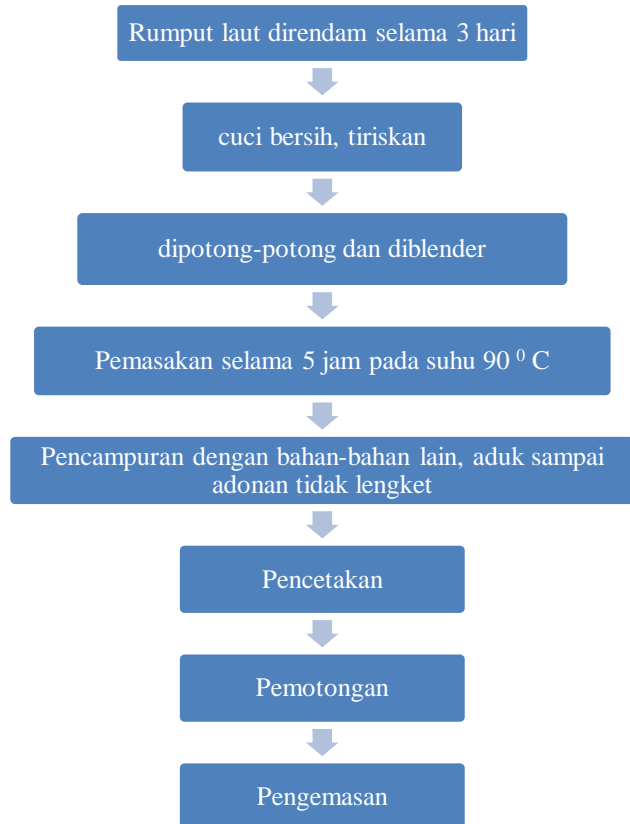 Rumput laut direndam selama 3 hari
cuci bersih, tiriskan
dipotong-potong dan diblender
Pemasakan selama 5 jam pada suhu 90 ⁰ C
Pencampuran dengan bahan-bahan lain, aduk sampai
adonan tidak lengket
Pencetakan
Pemotongan
Pengemasan